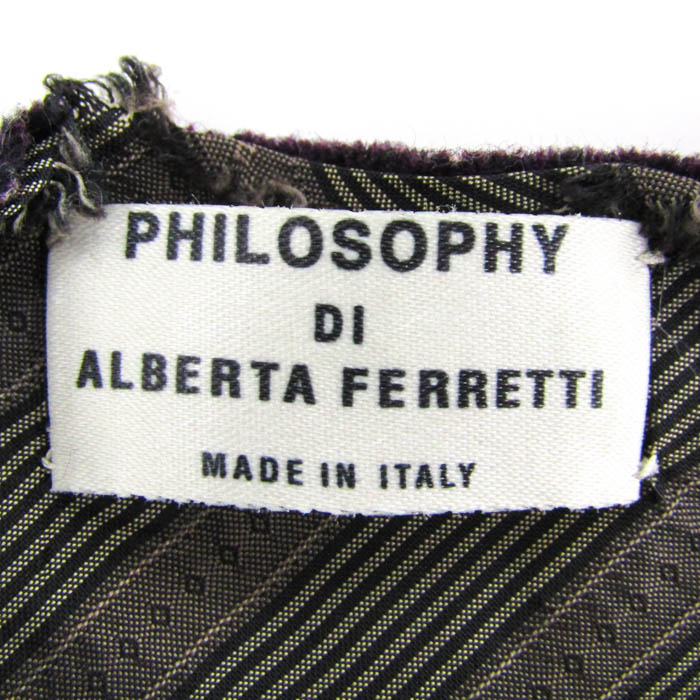 PHILOSOPHY
DI
ALBERTA FERRETTI
MADE IN ITALY